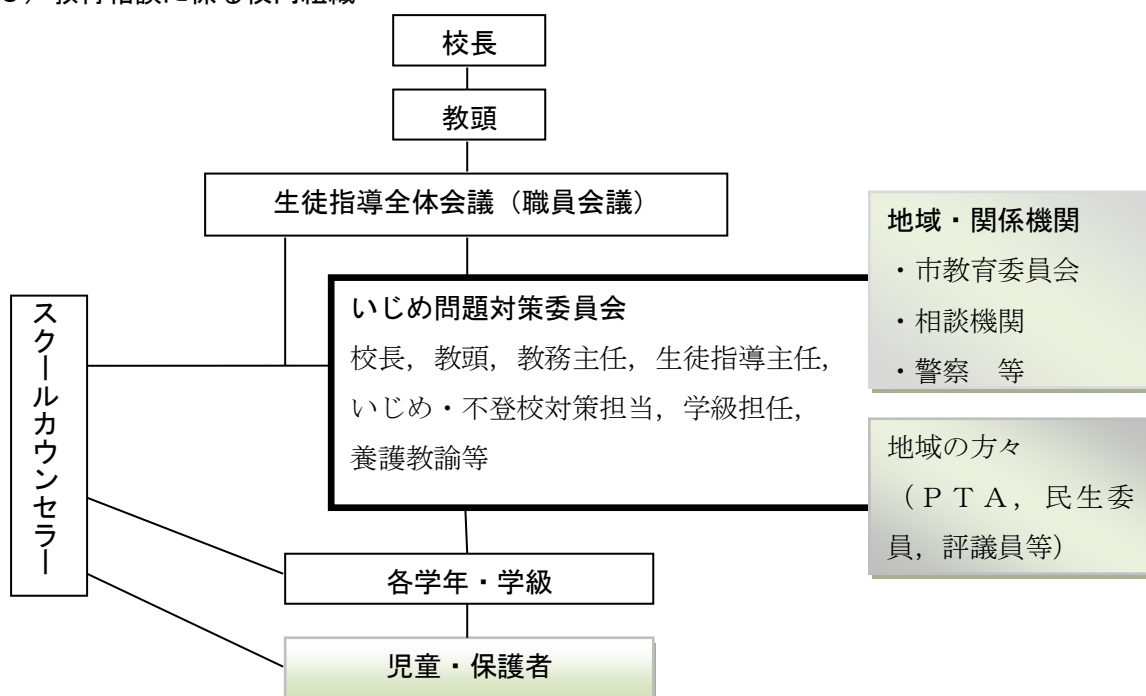 校長
教頭
生徒指導全体会議（職員会議）
地域・関係機関
・市教育委員会
・相談機関
・警察　等
スクールカウンセラー
いじめ問題対策委員会
校長，教頭，教務主任，生徒指導主任，
いじめ・不登校対策担当，学級担任，
養護教諭等
地域の方々
（ＰＴＡ，民生委
員，評議員等）
各学年・学級
児童・保護者